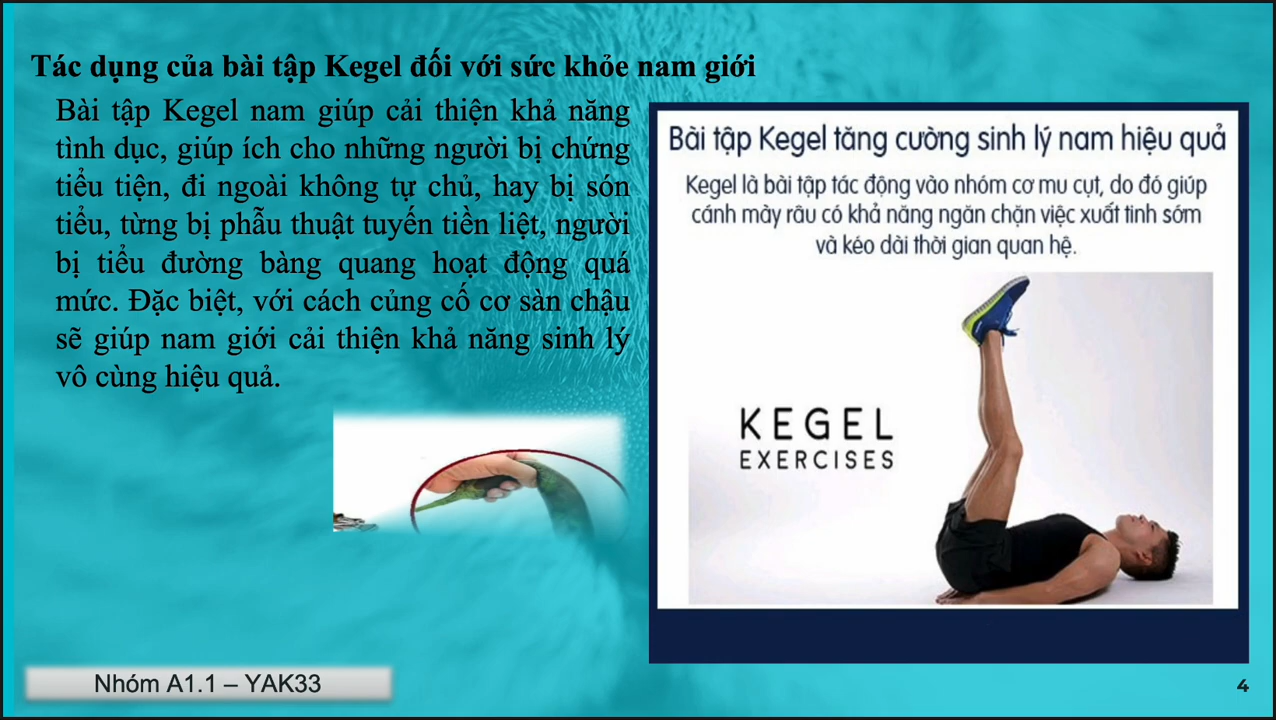 Tác dụng của bài tập Kegel đối với sức khỏe nam giới
Bài tập Kegel nam giúp cải thiện khả năng
tình dục, giúp ích cho những người bị chứng
tiểu tiện, đi ngoài không tự chủ, hay bị són
tiểu, từng bị phẫu thuật tuyến tiền liệt, người
bị tiểu đường bàng quang hoạt động quá
mức. Đặc biệt, với cách củng cố cơ sàn chậu
sẽ giúp nam giới cải thiện khả năng sinh lý
vô cùng hiệu quả.
Bài tập Kegel tăng cường sinh lý nam hiệu quả
Kegel là bài tập tác động vào nhóm cơ mu cụt, do đó giúp
cánh mày râu có khả năng ngăn chặn việc xuất tinh sớm
và kéo dài thời gian quan hệ.
KEGEL
EXERCISES
Nhóm A1.1 – YAK33
4